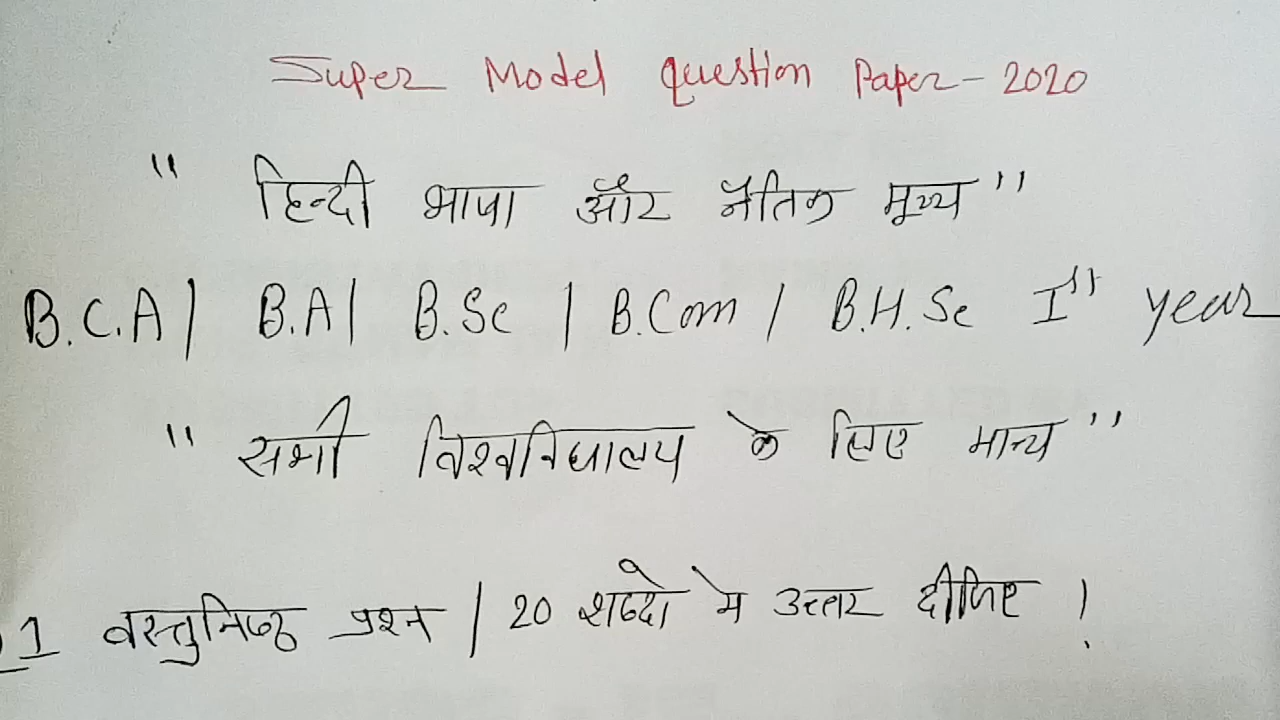 Super Model Question Paper - 2020
" हिन्दी भाषा और नैतिक मूल्य "
B.C.A | B.A | B.Sc | B.Com | B.H.Sc Ist year
" सभी विश्वविद्यालय के लिए मान्य "
1 वस्तुनिष्ठ प्रश्न | 20 शब्दो मे उत्तर दीजिए !